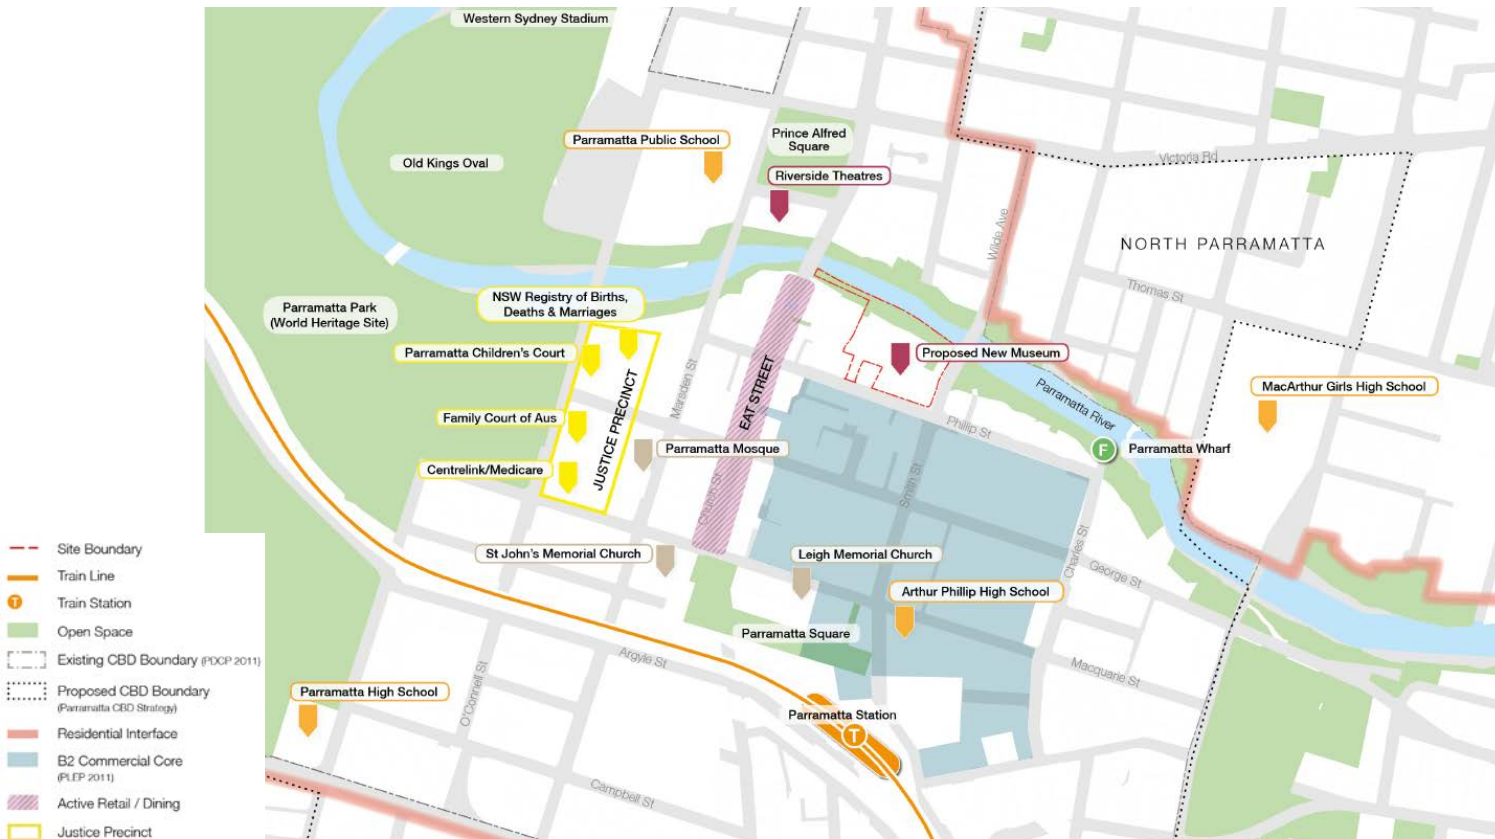 Western Sydney Stadium
Parramatta Public School
Prince Alfred
Square
Old Kings Oval
Victoria Rd
Riverside Theatres
Wilde Ave
NORTH PARRAMATTA
Thomas St
NSW Registry of Births,
Deaths & Marriages
Parramatta Park
(World Heritage Site)
Parramatta Children's Court
Proposed New Museum
JUSTICE PRECINCT
Marsden St
EAT STREET
Parramatta River
MacArthur Girls High School
Family Court of Aus
Phillip St
Parramatta Mosque
F
Parramatta Wharf
Centrelink/Medicare
Church St
Smith St
St John's Memorial Church
Leigh Memorial Church
Charles St
George St
Arthur Phillip High School
Parramatta Square
Argyle St
Macquarie St
O'Connell St
Parramatta High School
Parramatta Station
T
Campbell St
Site Boundary
Train Line
T
Train Station
Open Space
Existing CBD Boundary (PDCP 2011)
Proposed CBD Boundary
(Parramatta CBD Strategy)
Residential Interface
B2 Commercial Core
(PLEP 2011)
Active Retail / Dining
Justice Precinct